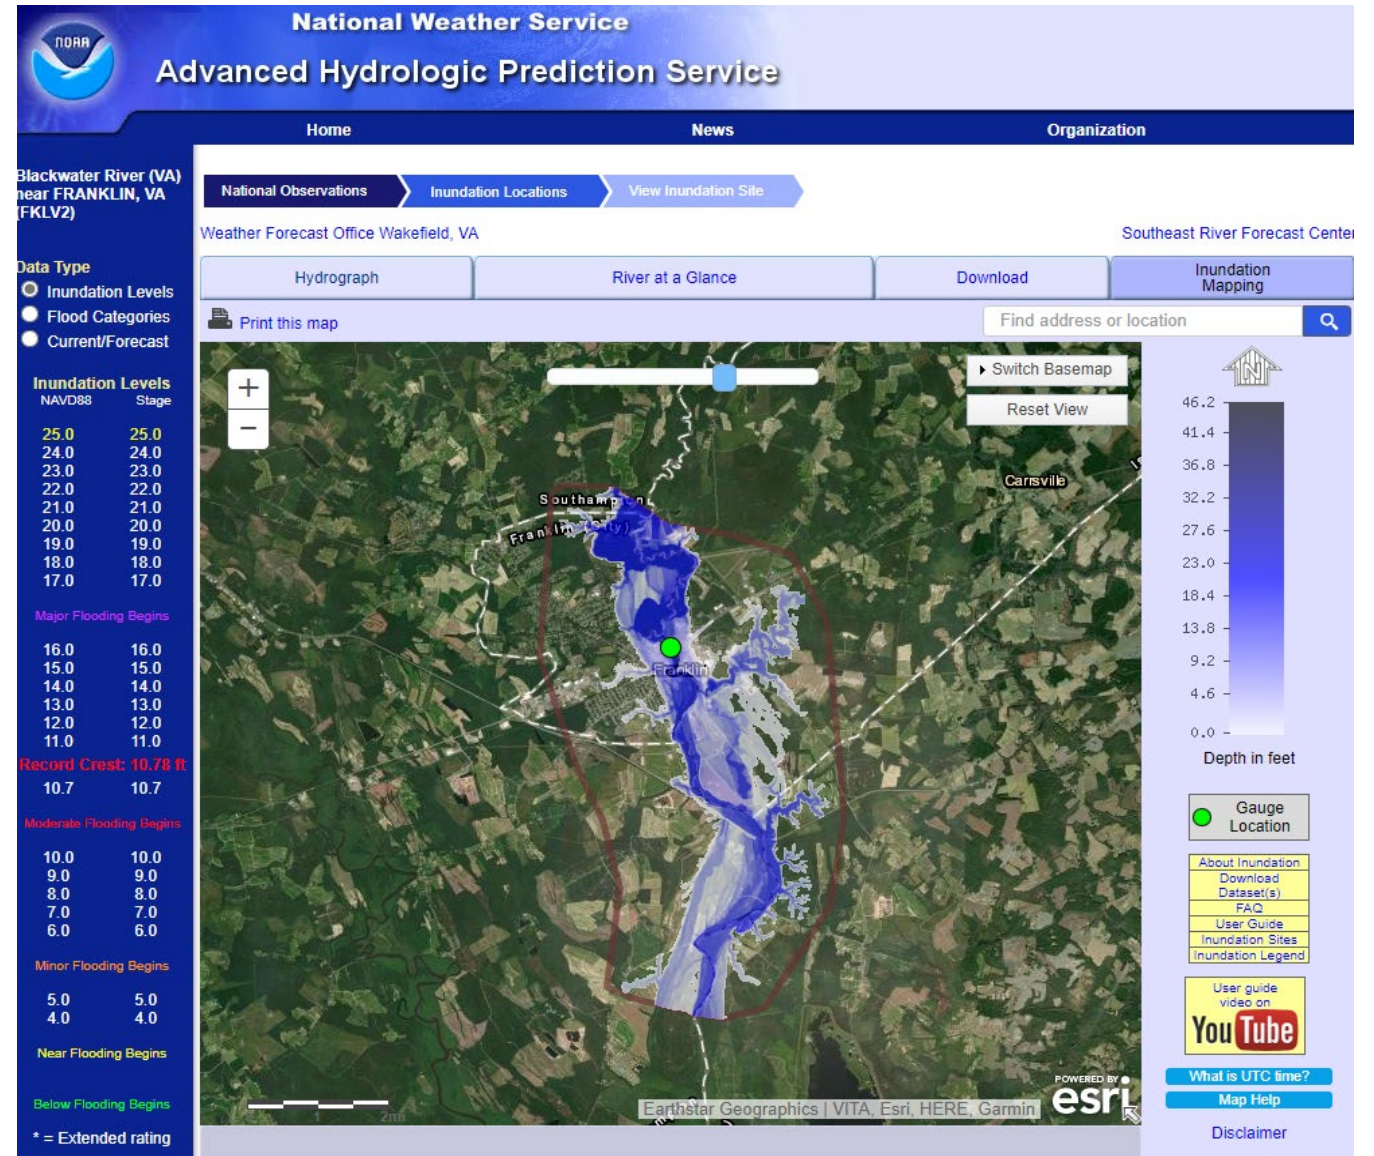 NOAA
National Weather Service
Advanced Hydrologic Prediction Service
Home News Organization
Blackwater River (VA)
near FRANKLIN, VA
(FKLV2)
Data Type
Inundation Levels
Flood Categories
Current/Forecast
Inundation Levels
NAVD88 Stage
25.0 25.0
24.0 24.0
23.0 23.0
22.0 22.0
21.0 21.0
20.0 20.0
19.0 19.0
18.0 18.0
17.0 17.0
Major Flooding Begins
16.0 16.0
15.0 15.0
14.0 14.0
13.0 13.0
12.0 12.0
11.0 11.0
Record Crest: 10.78 ft
10.7 10.7
Moderate Flooding Begins
10.0 10.0
9.0 9.0
8.0 8.0
7.0 7.0
6.0 6.0
Minor Flooding Begins
5.0 5.0
4.0 4.0
Near Flooding Begins
Below Flooding Begins
* = Extended rating
National Observations Inundation Locations View Inundation Site
Weather Forecast Office Wakefield, VA Southeast River Forecast Center
Hydrograph River at a Glance Download Inundation
Mapping
Print this map Find address or location
+
−
Switch Basemap
Reset View
Carrsville
Southampton
Franklin (City)
Franklin
1 2mi
Earthstar Geographics | VITA, Esri, HERE, Garmin
POWERED BY
esri
N
46.2
41.4
36.8
32.2
27.6
23.0
18.4
13.8
9.2
4.6
0.0
Depth in feet
Gauge
Location
About Inundation
Download
Dataset(s)
FAQ
User Guide
Inundation Sites
Inundation Legend
User guide
video on
YouTube
What is UTC time?
Map Help
Disclaimer